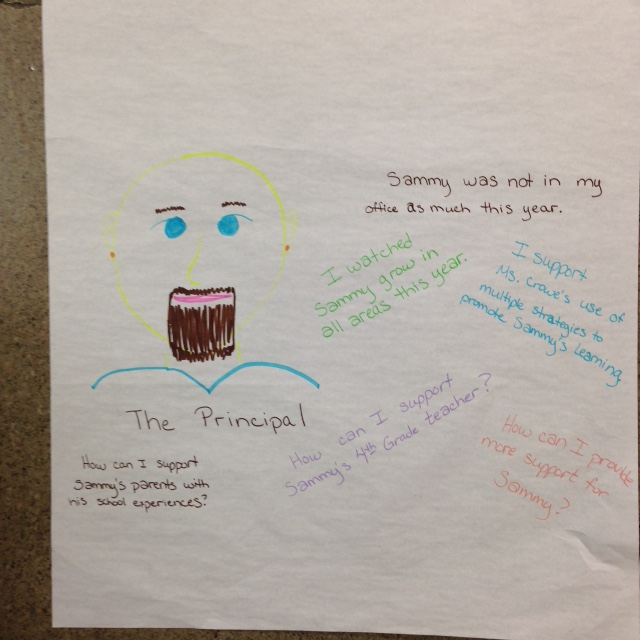 Sammy was not in my
office as much this year.
I watched
Sammy grow in
all areas this year.
I support
Ms. Crowe's use of
multiple strategies to
promote Sammy's learning
The Principal
How can I support
Sammy's parents with
his school experiences?
How can I support
Sammy's 4th Grade teacher?
How can I provide
more support for
Sammy?